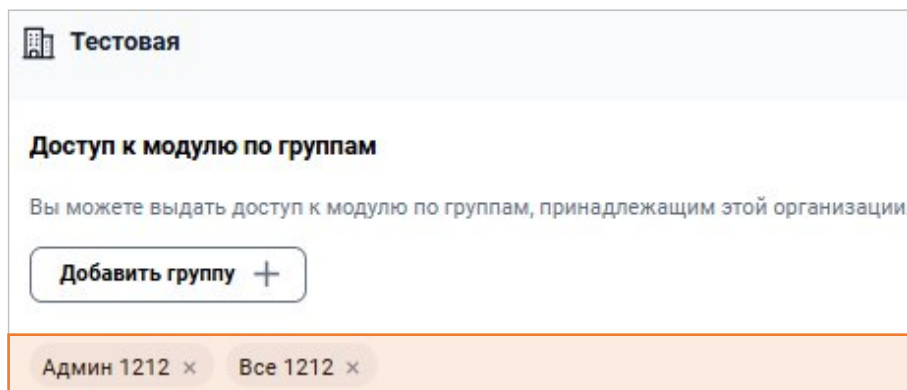 Тестовая
Доступ к модулю по группам
Вы можете выдать доступ к модулю по группам, принадлежащим этой организации.
Добавить группу +
Админ 1212 × Все 1212 ×